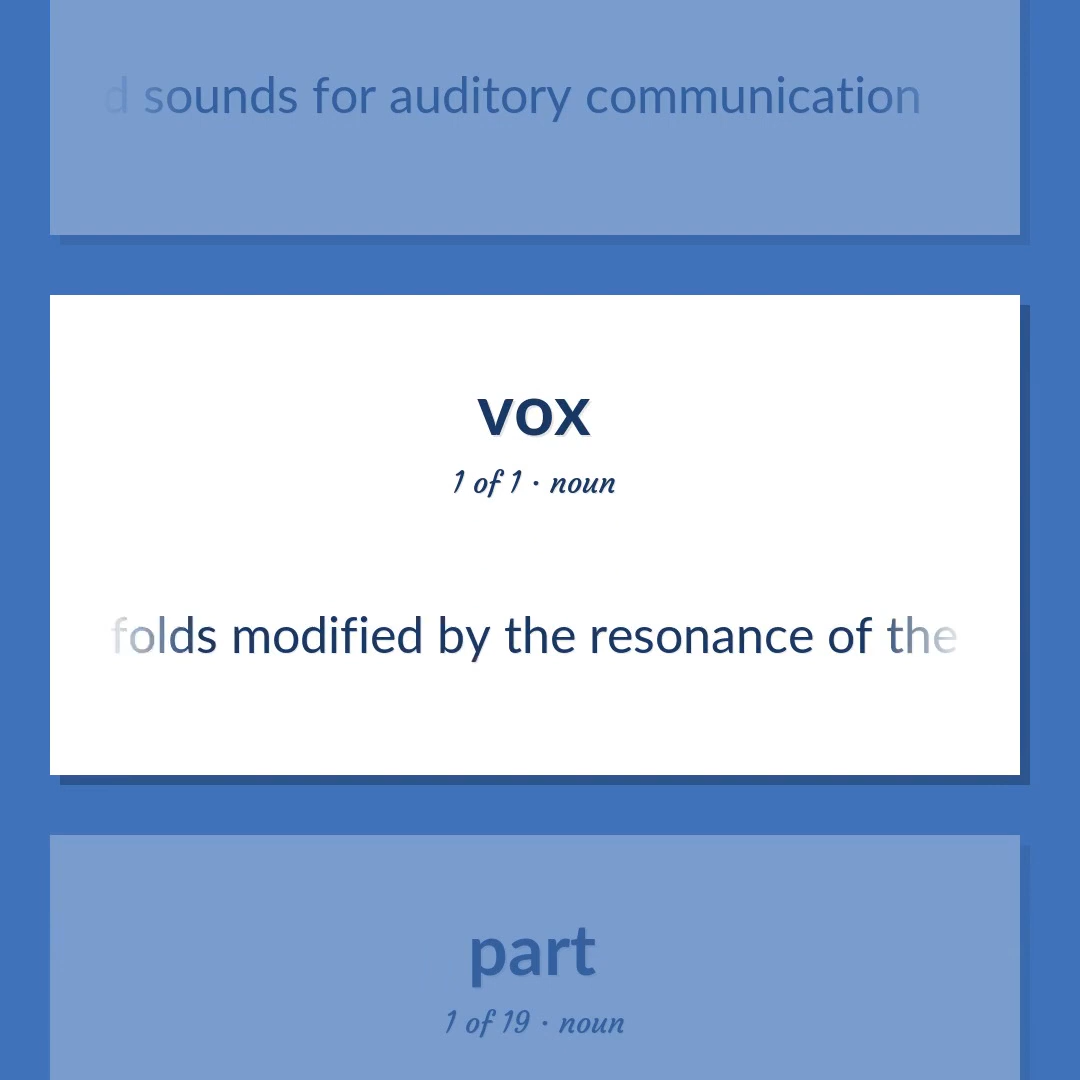 d sounds for auditory communication
vox
1 of 1 · noun
folds modified by the resonance of the
part
1 of 19 · noun